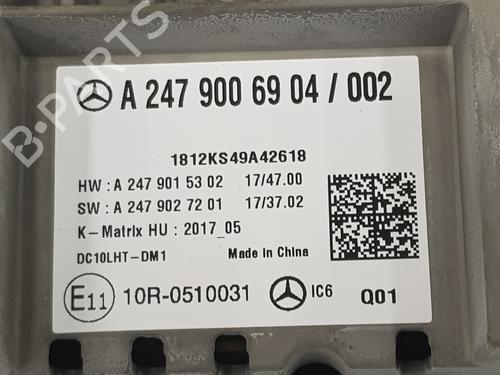 B-PARTS
A 247 900 69 04 / 002
1812KS49A42618
HW : A 247 901 53 02 17/47.00
SW : A 247 902 72 01 17/37.02
K-Matrix HU : 2017_05
DC10LHT-DM1 Made in China
E11 10R-0510031 IC6 Q01